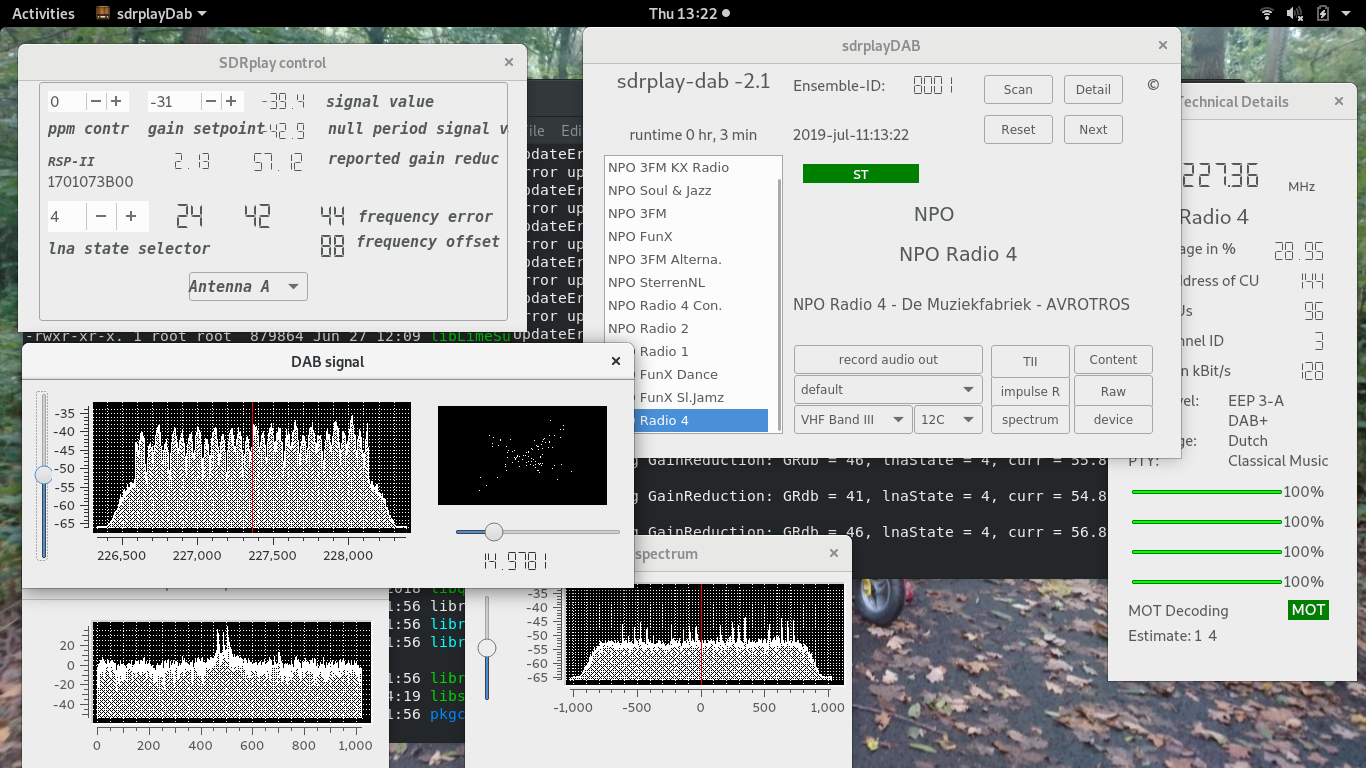 Activities
sdrplayDab
Thu 13:22
SDRplay control
0
-31
-39.4
signal value
ppm contr
gain setpoint
-42.9
null period signal v
RSP-II
2.13
57.12
reported gain reduc
1701073B00
4
24
42
44
frequency error
88
frequency offset
lna state selector
Antenna A
sdrplayDAB
sdrplay-dab -2.1
Ensemble-ID:
8001
Scan
Detail
©
runtime 0 hr, 3 min
2019-jul-11:13:22
Reset
Next
NPO 3FM KX Radio
NPO Soul & Jazz
NPO 3FM
NPO FunX
NPO 3FM Alterna.
NPO SterrenNL
NPO Radio 4 Con.
NPO Radio 2
Radio 1
FunX Dance
FunX Sl.Jamz
Radio 4
ST
NPO
NPO Radio 4
NPO Radio 4 - De Muziekfabriek - AVROTROS
record audio out
TII
Content
default
impulse R
Raw
VHF Band III
12C
spectrum
device
Technical Details
227.36
MHz
Radio 4
age in %
28.95
ddress of CU
144
Us
96
nnel ID
3
n kBit/s
128
vel:
EEP 3-A
DAB+
ge:
Dutch
PTY:
Classical Music
100%
100%
100%
100%
MOT Decoding
MOT
Estimate: 1 4
ile Edi
pdateEr
rror up
pdateEr
rror up
pdateEr
rror up
pdateEr
rror up
pdateEr
rror up
-rwxr-xr-x. 1 root root 879864 Jun 27 12:09 libLimeSu
UpdateEr
g GainReduction: GRdb = 46, lnaState = 4, curr = 55.8
g GainReduction: GRdb = 41, lnaState = 4, curr = 54.8
g GainReduction: GRdb = 46, lnaState = 4, curr = 56.8
DAB signal
-35
-40
-45
-50
-55
-60
-65
226,500
227,000
227,500
228,000
14.9781
2018 libq
1:56 libr
1:56 libr
1:56 libr
1:56 libr
4:19 libs
1:56 pkgc
20
0
-20
-40
0
200
400
600
800
1,000
spectrum
-35
-40
-45
-50
-55
-60
-65
-1,000
-500
0
500
1,000